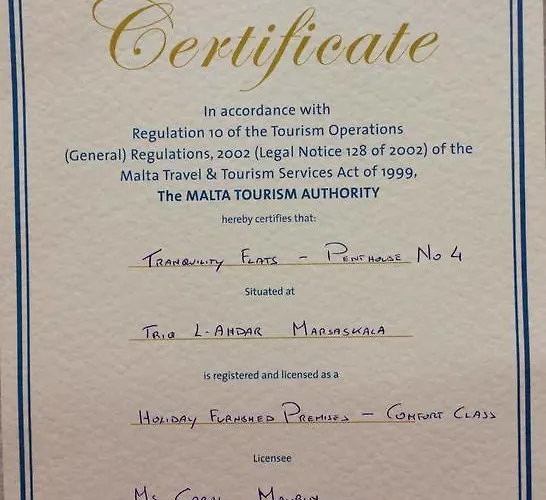 Certificate
In accordance with
Regulation 10 of the Tourism Operations
(General) Regulations, 2002 (Legal Notice 128 of 2002) of the
Malta Travel & Tourism Services Act of 1999,
The MALTA TOURISM AUTHORITY
hereby certifies that:
TRANQUILITY FLATS - PENTHOUSE No 4
Situated at
TRIQ L-AHDAR MARSASKALA
is registered and licensed as a
HOLIDAY FURNISHED PREMISES - COMFORT CLASS
Licensee
Ms